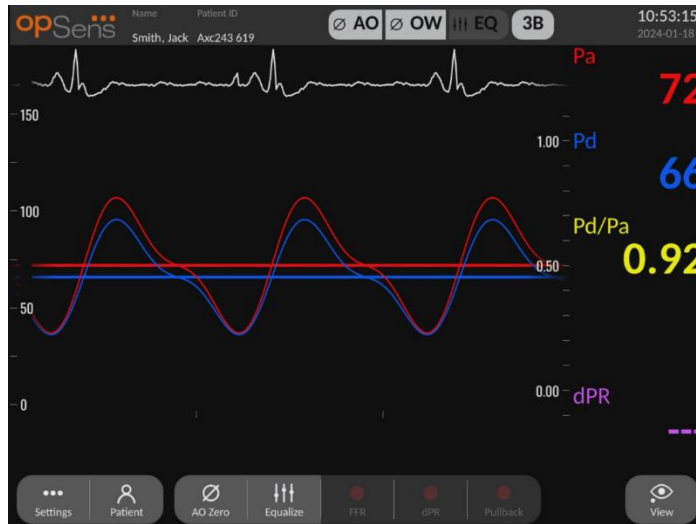 opSens
Name Patient ID
Smith, Jack Axc243 619
AO OW EQ 3B
10:53:15
2024-01-18
150
100
50
0
1.00
0.50
0.00
Pa
72
Pd
66
Pd/Pa
0.92
dPR
---
Settings Patient AO Zero Equalize FFR dPR Pullback View